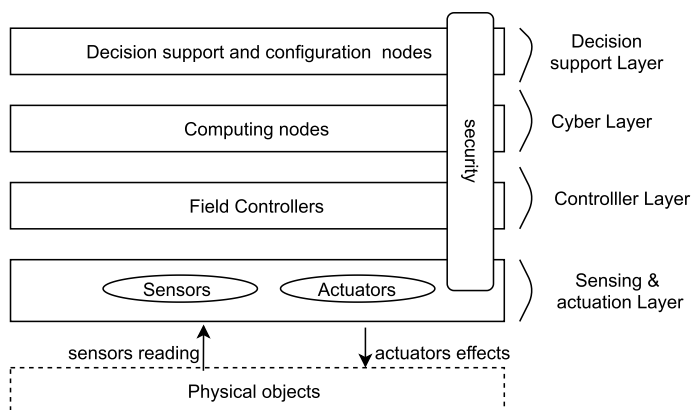 Decision support and configuration nodes
Decision
support Layer
Computing nodes
Cyber Layer
security
Field Controllers
Controlller Layer
Sensors
Actuators
Sensing &
actuation Layer
sensors reading
actuators effects
Physical objects